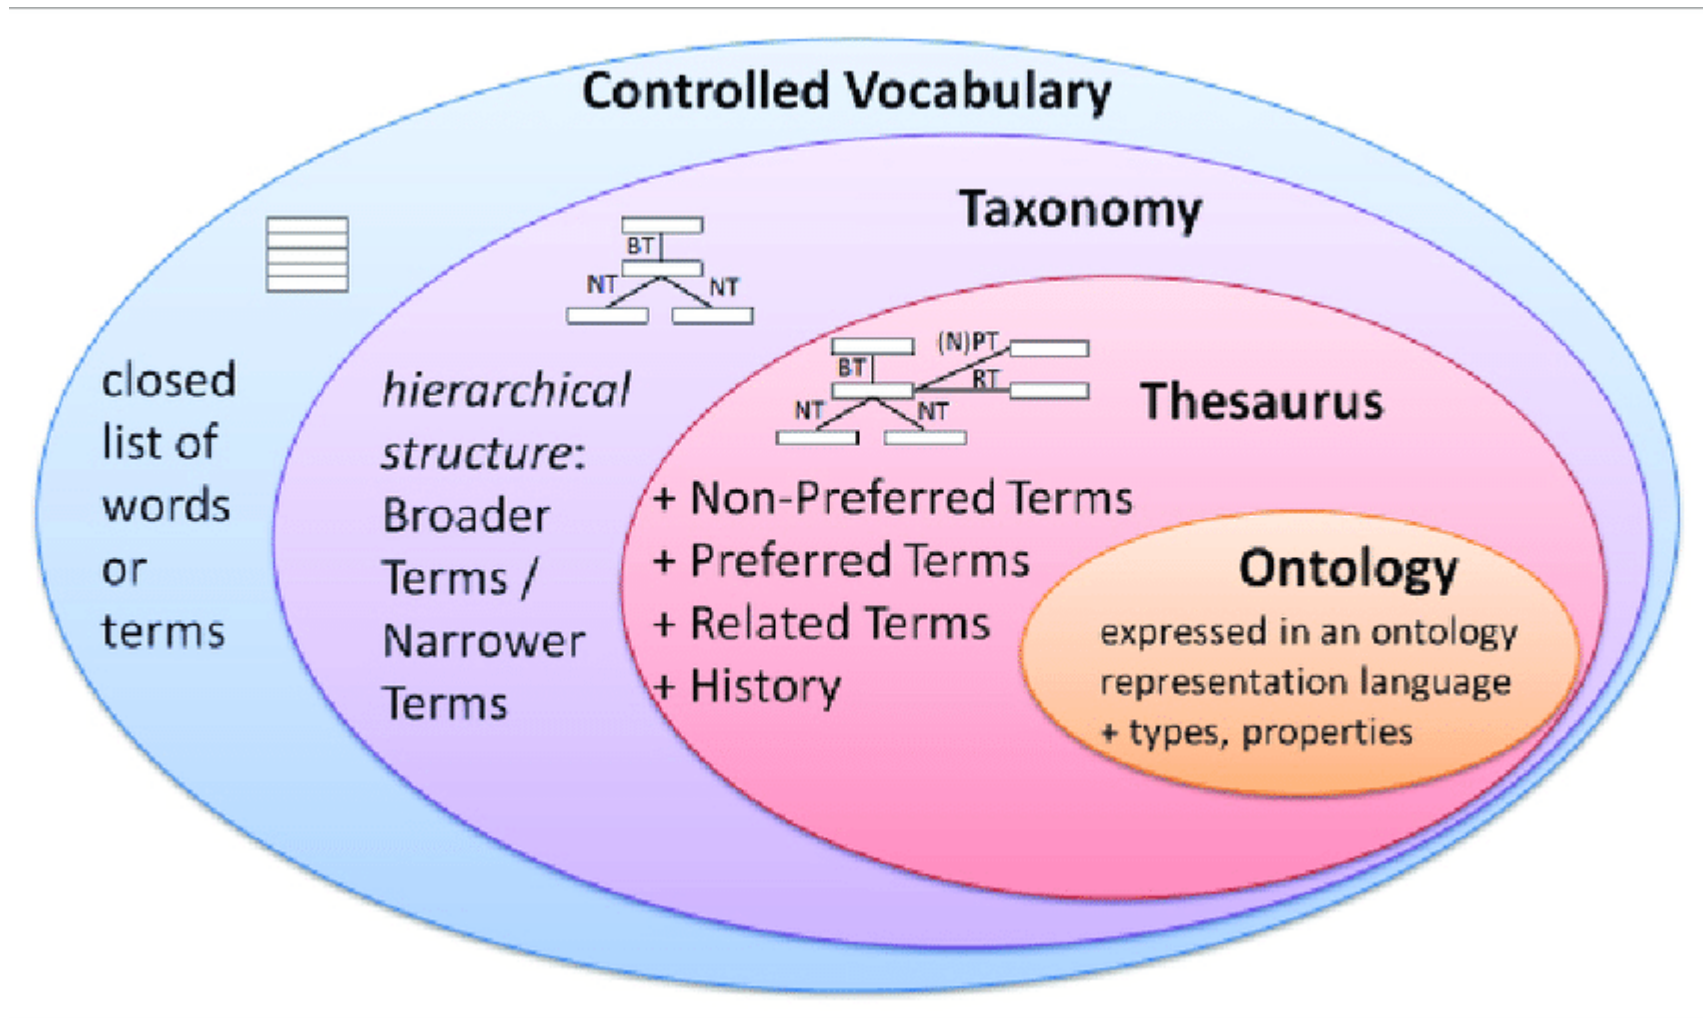 Controlled Vocabulary
closed
list of
words
or
terms
Taxonomy
BT
NT NT
hierarchical
structure:
Broader
Terms /
Narrower
Terms
Thesaurus
(N)PT
BT
RT
NT NT
+ Non-Preferred Terms
+ Preferred Terms
+ Related Terms
+ History
Ontology
expressed in an ontology
representation language
+ types, properties